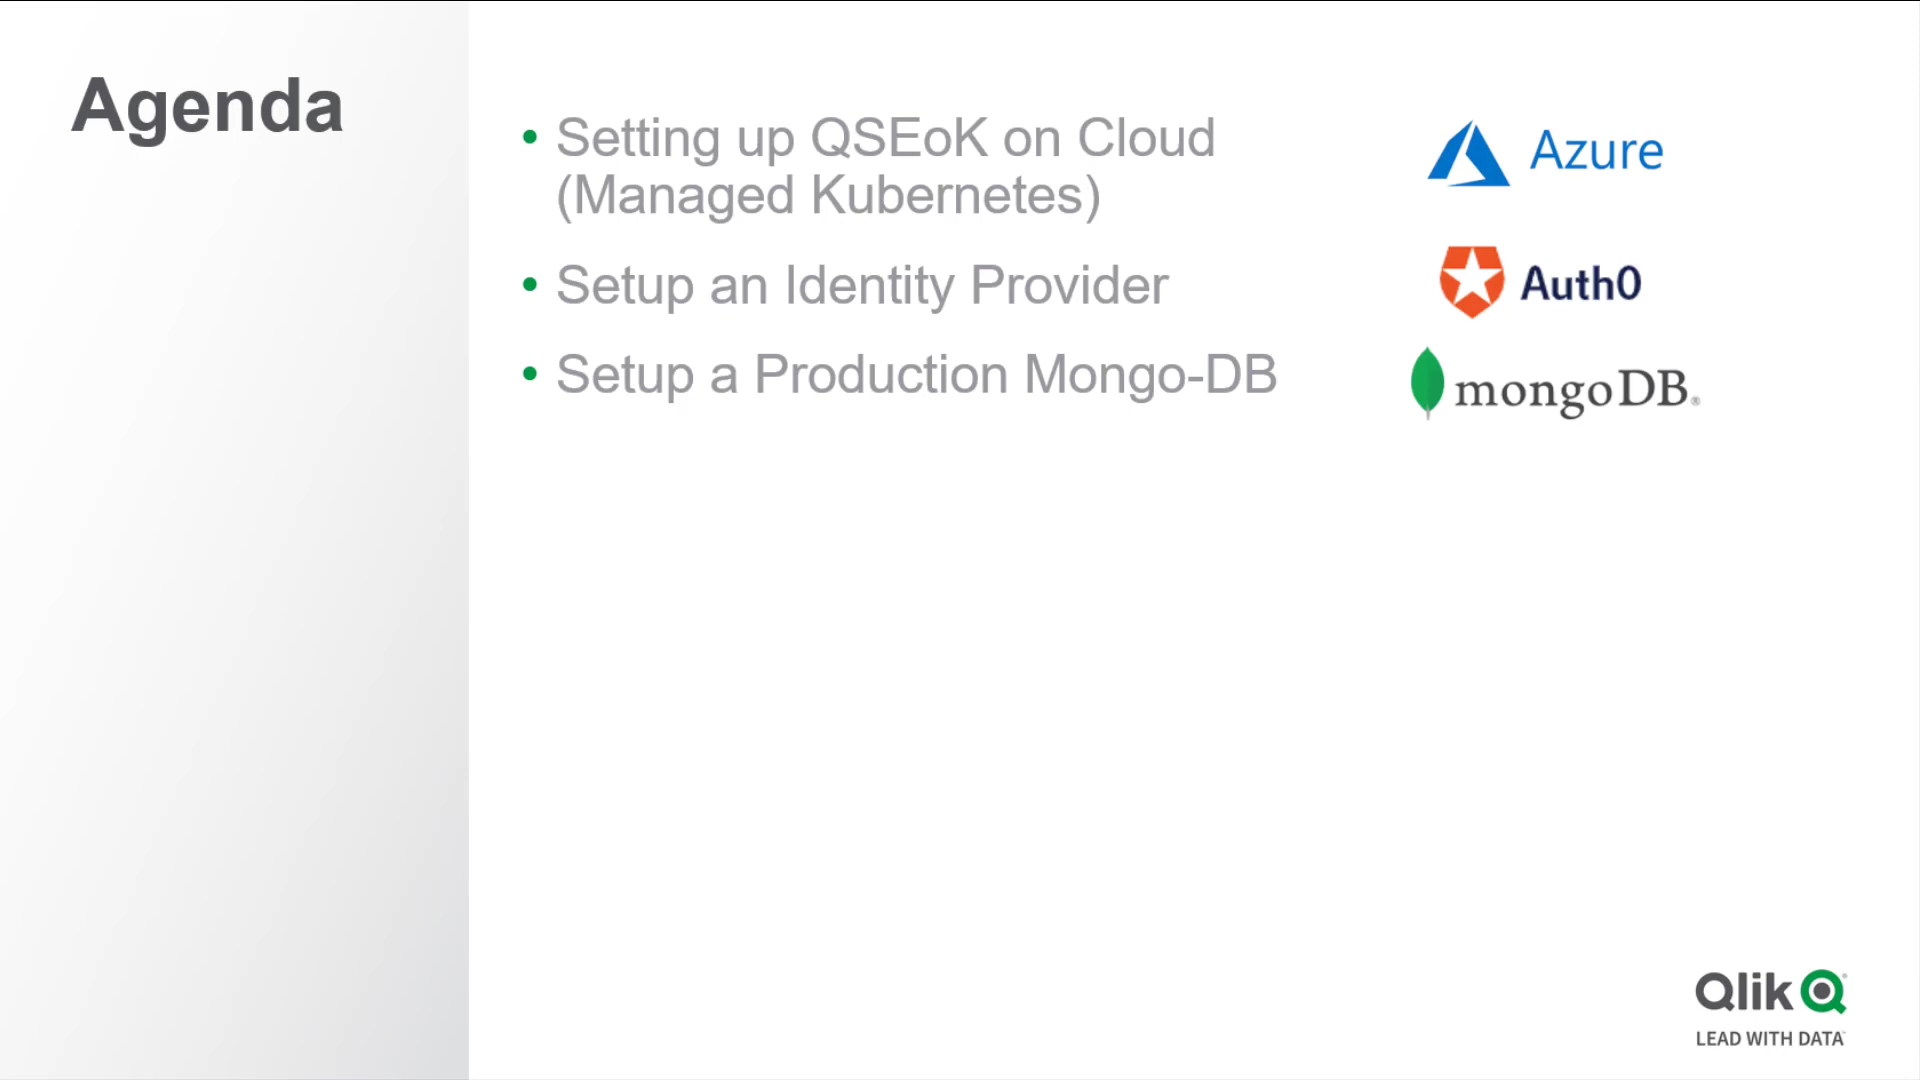 Agenda
• Setting up QSEoK on Cloud
(Managed Kubernetes)
• Setup an Identity Provider
• Setup a Production Mongo-DB
Azure
Auth0
mongoDB®
Qlik
LEAD WITH DATA